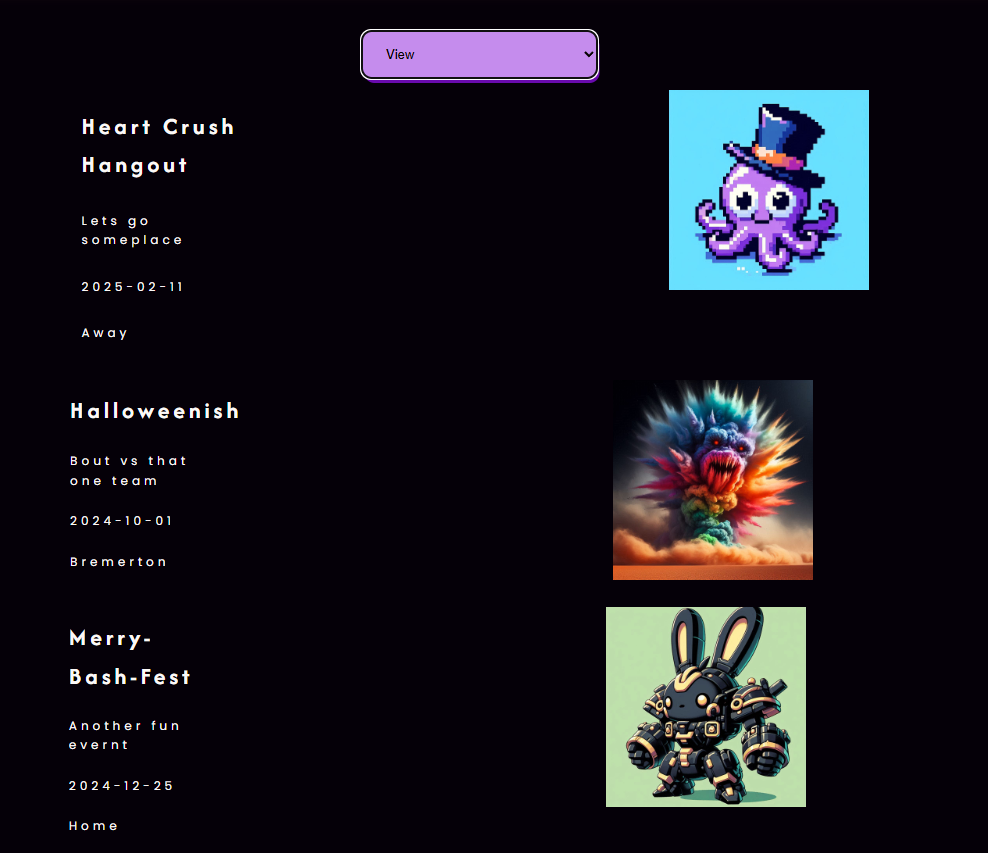 View
Heart Crush
Hangout
Lets go
someplace
2025-02-11
Away
Halloweenish
Bout vs that
one team
2024-10-01
Bremerton
Merry-
Bash-Fest
Another fun
evernt
2024-12-25
Home